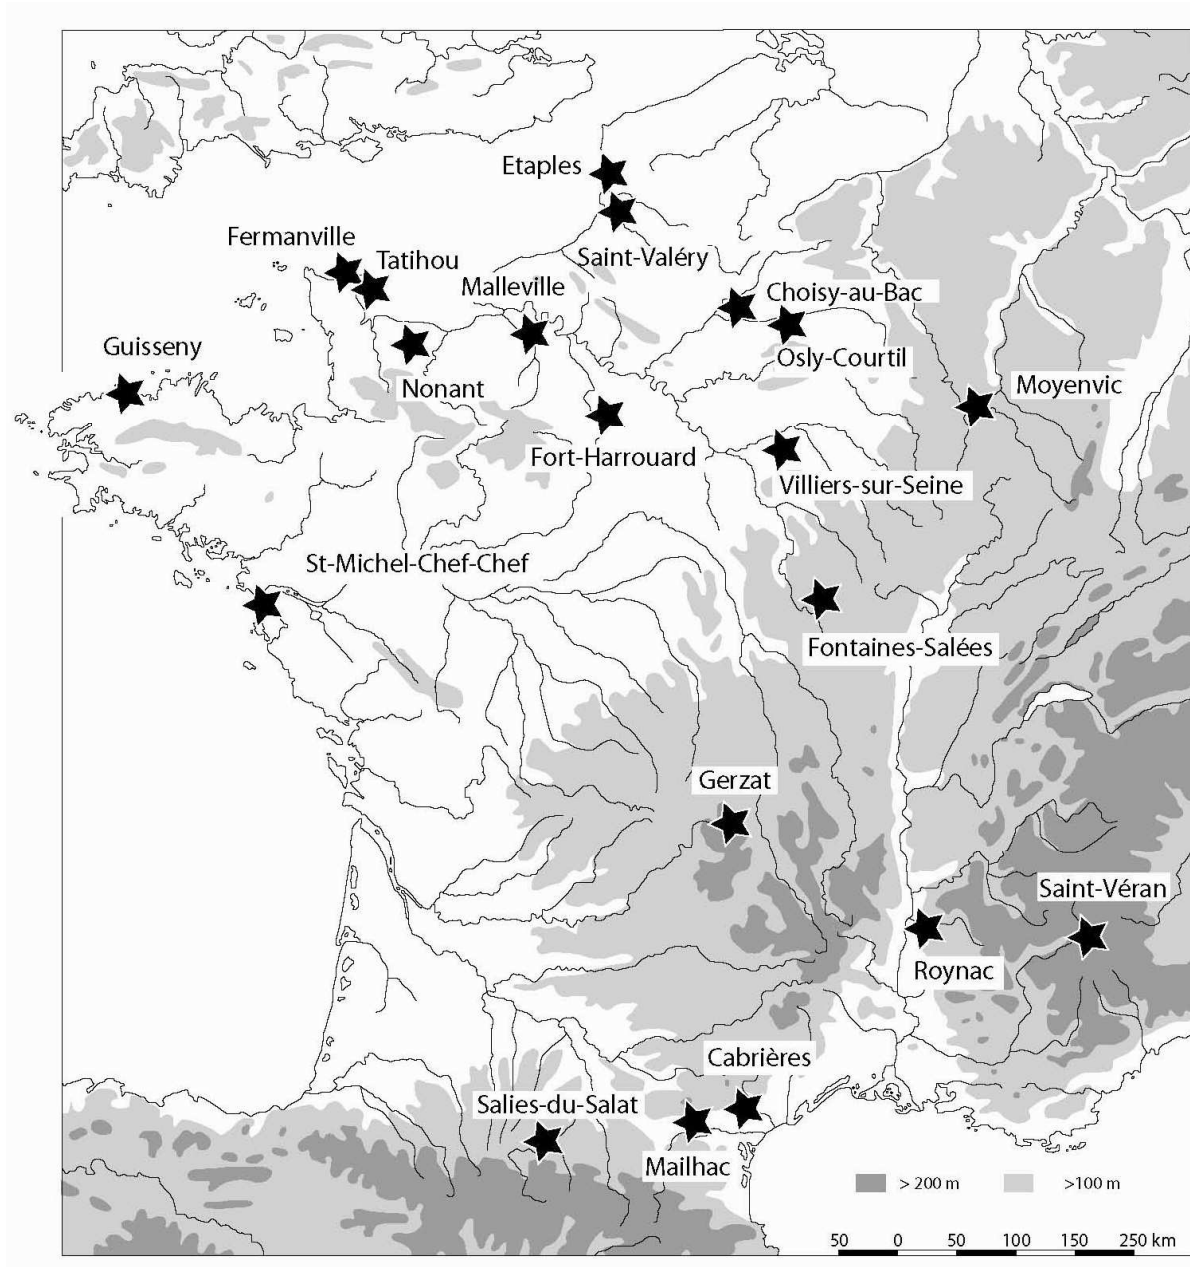 Etaples
Fermanville
Tatihou
Saint-Valéry
Malleville
Choisy-au-Bac
Guisseny
Osly-Courtil
Nonant
Moyenvic
Fort-Harrouard
Villiers-sur-Seine
St-Michel-Chef-Chef
Fontaines-Salées
Gerzat
Saint-Véran
Roynac
Cabrières
Salies-du-Salat
Mailhac
> 200 m >100 m
50 0 50 100 150 250 km